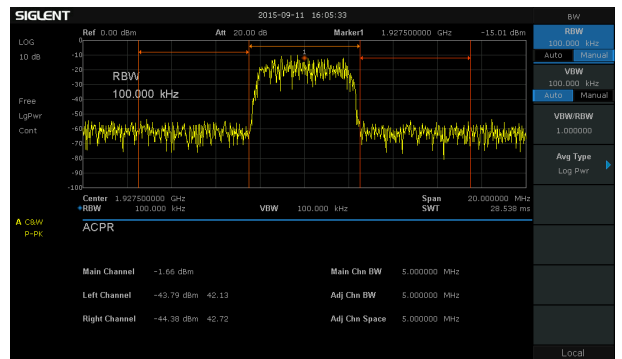 SIGLENT 2015-09-11 16:05:33 BW
Ref 0.00 dBm Att 20.00 dB Marker1 1.927500000 GHz -15.01 dBm
LOG
10 dB
Free
LgPwr
Cont
A C&W
P-PK
0
-10
-20
-30
-40
-50
-60
-70
-80
-90
-100
1
RBW
100.000 kHz
Center 1.927500000 GHz Span 20.000000 MHz
*RBW 100.000 kHz VBW 100.000 kHz SWT 28.538 ms
ACPR
Main Channel -1.66 dBm Main Chn BW 5.000000 MHz
Left Channel -43.79 dBm 42.13 Adj Chn BW 5.000000 MHz
Right Channel -44.38 dBm 42.72 Adj Chn Space 5.000000 MHz
RBW
100.000 kHz
Auto Manual
VBW
100.000 kHz
Auto Manual
VBW/RBW
1.000000
Avg Type
Log Pwr
Local